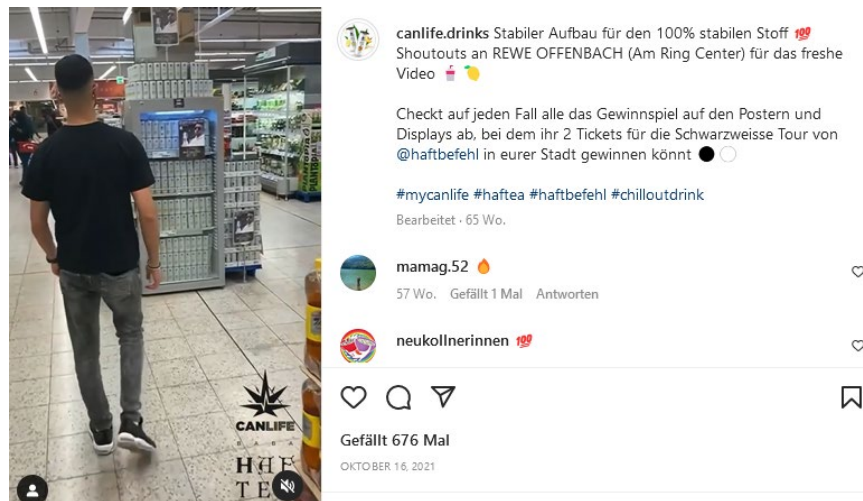 canlife.drinks Stabiler Aufbau für den 100% stabilen Stoff 💯
Shoutouts an REWE OFFENBACH (Am Ring Center) für das freshe
Video 🥤 🍋
Checkt auf jeden Fall alle das Gewinnspiel auf den Postern und
Displays ab, bei dem ihr 2 Tickets für die Schwarzweisse Tour von
@haftbefehl in eurer Stadt gewinnen könnt ⚫ ⚪
#mycanlife #haftea #haftbefehl #chilloutdrink
Bearbeitet · 65 Wo.
mamag.52 🔥
57 Wo. Gefällt 1 Mal Antworten
neukollnerinnen 💯
Gefällt 676 Mal
OKTOBER 16, 2021
PLANTOPIA
CANLIFE
BABA
HAF
TE